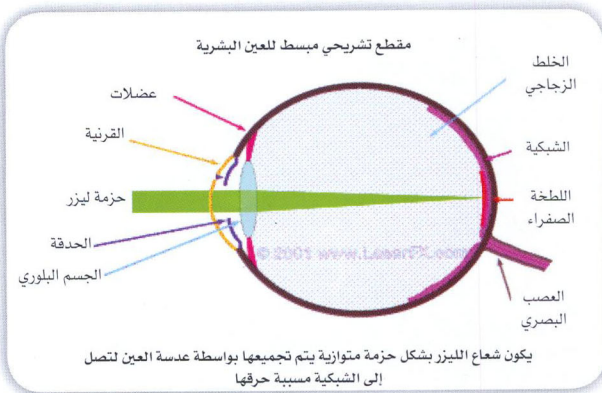 مقطع تشريحي مبسط للعين البشرية
الخلط
الزجاجي
عضلات
القرنية
الشبكية
حزمة ليزر
اللطخة
الصفراء
الحدقة
الجسم البلوري
© 2001 www.LaserFX.com
العصب
البصري
يكون شعاع الليزر بشكل حزمة متوازية يتم تجميعها بواسطة عدسة العين لتصل
إلى الشبكية مسببة حرقها